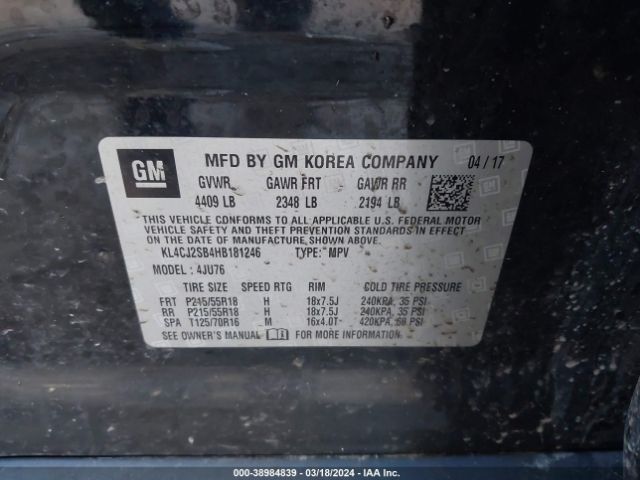 GM
MFD BY GM KOREA COMPANY 04 / 17
GVWR GAWR FRT GAWR RR
4409 LB 2348 LB 2194 LB
THIS VEHICLE CONFORMS TO ALL APPLICABLE U.S. FEDERAL MOTOR
VEHICLE SAFETY, BUMPER, AND THEFT PREVENTION STANDARDS
IN EFFECT ON THE DATE OF MANUFACTURE SHOWN ABOVE.
KL4CJ2SB4HB181246 TYPE: MPV
MODEL : 4JU76
TIRE SIZE SPEED RTG RIM COLD TIRE PRESSURE
FRT P215/55R18 H 18x7.5J 240KPA, 35 PSI
RR P215/55R18 H 18x7.5J 240KPA, 35 PSI
SPA T125/70R16 M 16x4.0T 420KPA, 60 PSI
SEE OWNER'S MANUAL FOR MORE INFORMATION
000-38984839 / 03/18/2024 - IAA Inc.